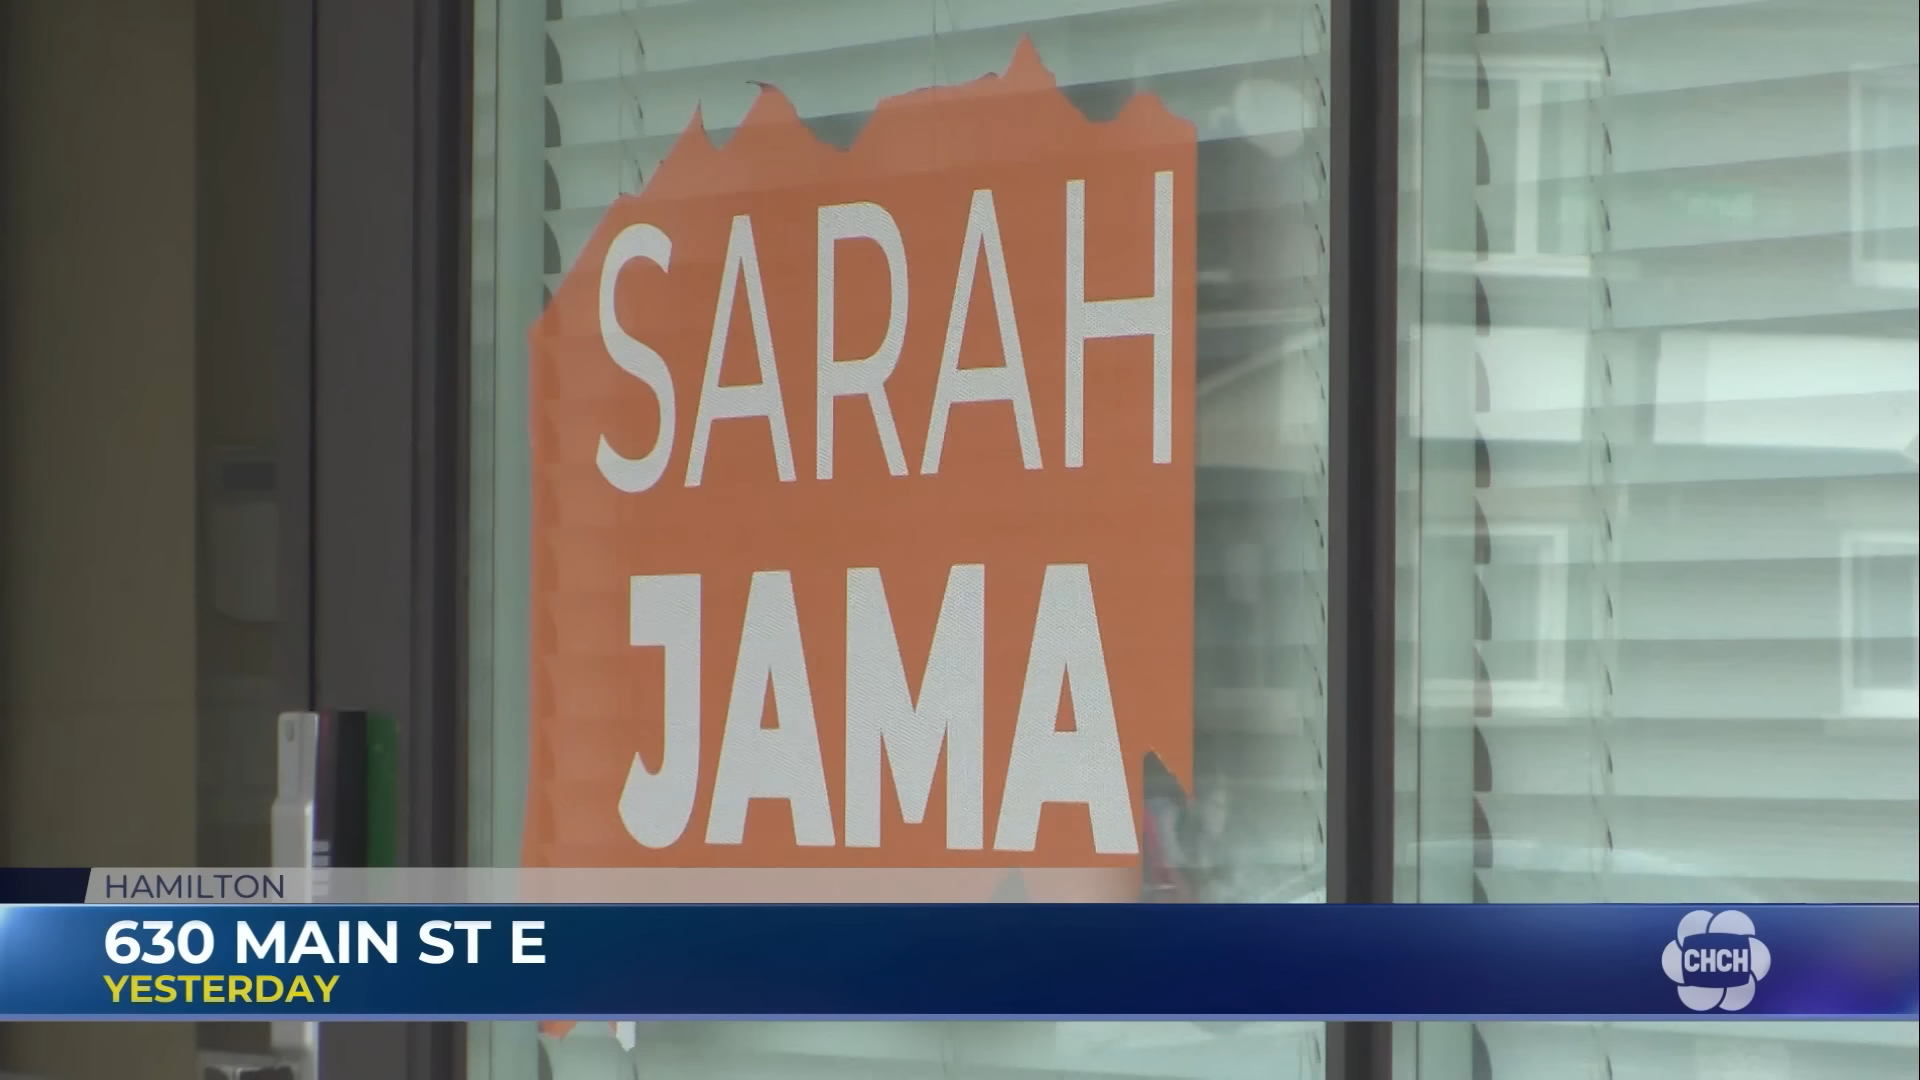 SARAH
JAMA
HAMILTON
630 MAIN ST E
YESTERDAY
CHCH